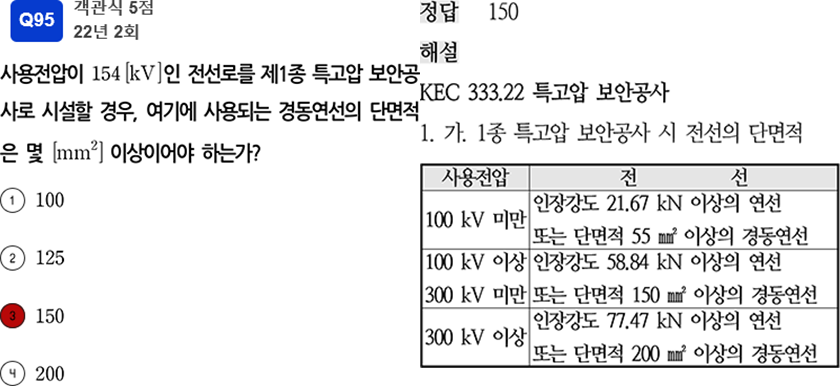 Q95
객관식 5점
22년 2회
사용전압이 154 [kV]인 전선로를 제1종 특고압 보안공
사로 시설할 경우, 여기에 사용되는 경동연선의 단면적
은 몇 [mm²] 이상이어야 하는가?
1 100
2 125
3 150
4 200
정답 150
해설
KEC 333.22 특고압 보안공사
1. 가. 1종 특고압 보안공사 시 전선의 단면적
사용전압 전 선
100 kV 미만 인장강도 21.67 kN 이상의 연선
또는 단면적 55 ㎟ 이상의 경동연선
100 kV 이상 인장강도 58.84 kN 이상의 연선
300 kV 미만 또는 단면적 150 ㎟ 이상의 경동연선
300 kV 이상 인장강도 77.47 kN 이상의 연선
또는 단면적 200 ㎟ 이상의 경동연선